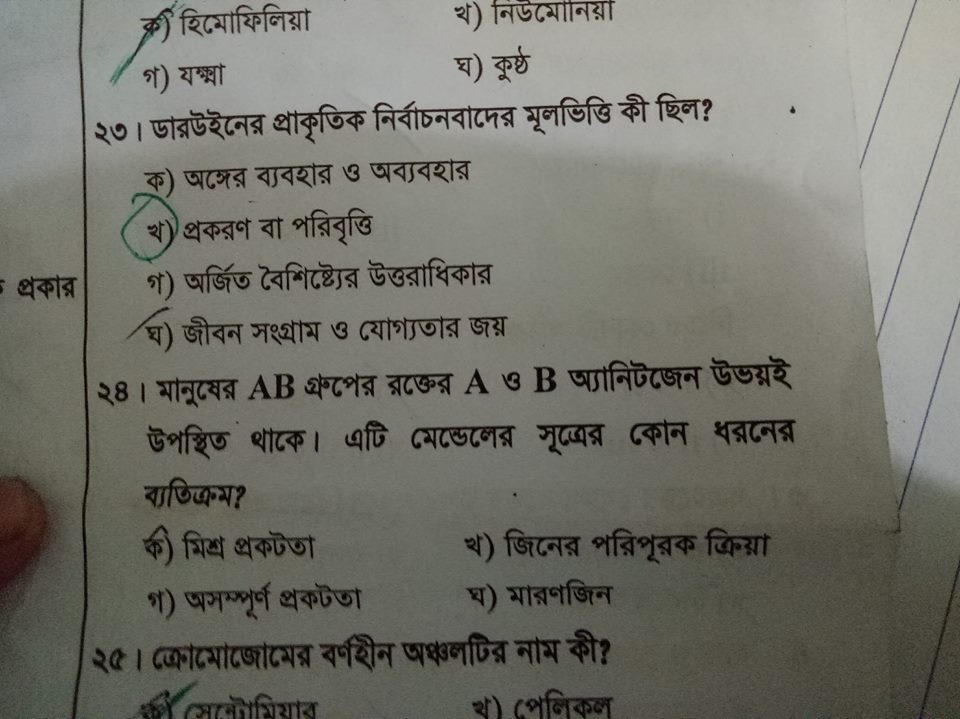 ক) হিমোফিলিয়া খ) নিউমোনিয়া
গ) যক্ষ্মা ঘ) কুষ্ঠ
২৩। ডারউইনের প্রাকৃতিক নির্বাচনবাদের মূলভিত্তি কী ছিল?
ক) অঙ্গের ব্যবহার ও অব্যবহার
খ) প্রকরণ বা পরিবৃত্তি
প্রকার
গ) অর্জিত বৈশিষ্ট্যের উত্তরাধিকার
ঘ) জীবন সংগ্রাম ও যোগ্যতার জয়
২৪। মানুষের AB গ্রুপের রক্তের A ও B অ্যানিটজেন উভয়ই
উপস্থিত থাকে। এটি মেন্ডেলের সূত্রের কোন ধরনের
ব্যতিক্রম?
ক) মিশ্র প্রকটতা খ) জিনের পরিপূরক ক্রিয়া
গ) অসম্পূর্ণ প্রকটতা ঘ) মারণজিন
২৫। ক্রোমোজোমের বর্ণহীন অঞ্চলটির নাম কী?
ক) সেন্ট্রোমিয়ার খ) পেলিকল